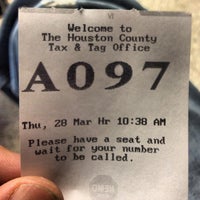 Welcome to
The Houston County
Tax & Tag Office
A097
Thu, 28 Mar Hr 10:38 AM
Please have a seat and
wait for your number
to be called.